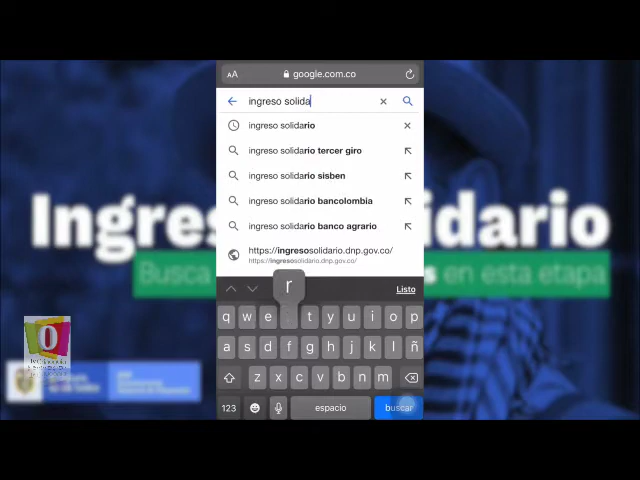 AA google.com.co
ingreso solida
ingreso solidario
ingreso solidario tercer giro
ingreso solidario sisben
ingreso solidario bancolombia
ingreso solidario banco agrario
https://ingresosolidario.dnp.gov.co/
https://ingresosolidario.dnp.gov.co/
Listo
r
q w e t y u i o p
a s d f g h j k l ñ
z x c v b n m
123 espacio buscar
Ingres idario
Busca s en esta etapa